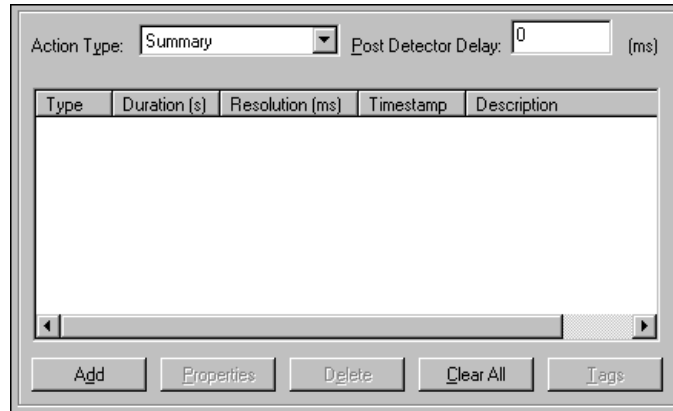 Action Type: Summary Post Detector Delay: 0 (ms)
Type Duration (s) Resolution (ms) Timestamp Description
Add Properties Delete Clear All Tags